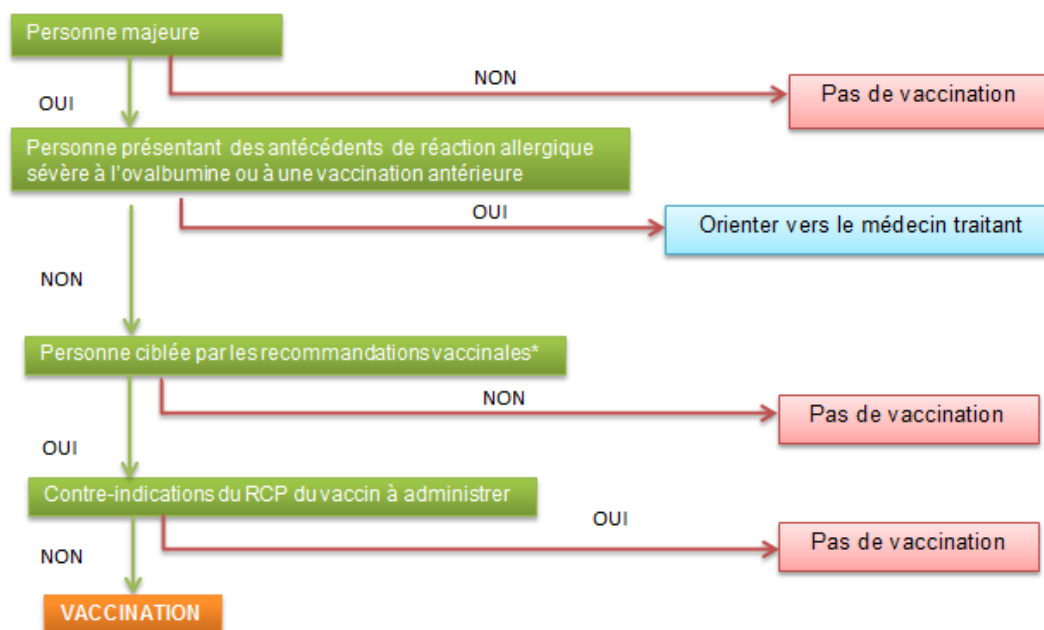 Personne majeure
NON
Pas de vaccination
OUI
Personne présentant des antécédents de réaction allergique
sévère à l'ovalbumine ou à une vaccination antérieure
OUI
Orienter vers le médecin traitant
NON
Personne ciblée par les recommandations vaccinales*
NON
Pas de vaccination
OUI
Contre-indications du RCP du vaccin à administrer
OUI
Pas de vaccination
NON
VACCINATION